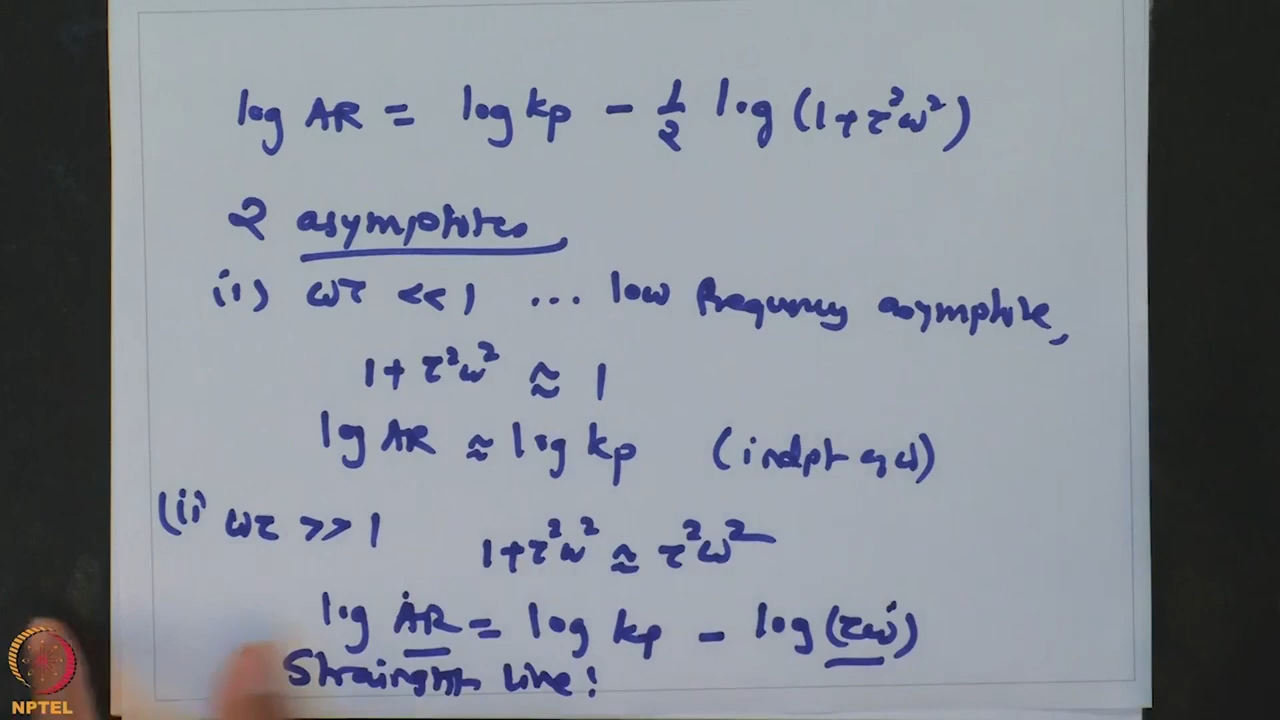 log AR = log kp - 1/2 log (1+τ²ω²)
2 asymptotes
(i) ωτ << 1 ... low frequency asymptote,
1 + τ²ω² ≈ 1
log AR ≈ log kp (indpt of ω)
(ii) ωτ >> 1 1+τ²ω² ≈ τ²ω²
log AR = log kp - log (τω)
Straight line!
NPTEL